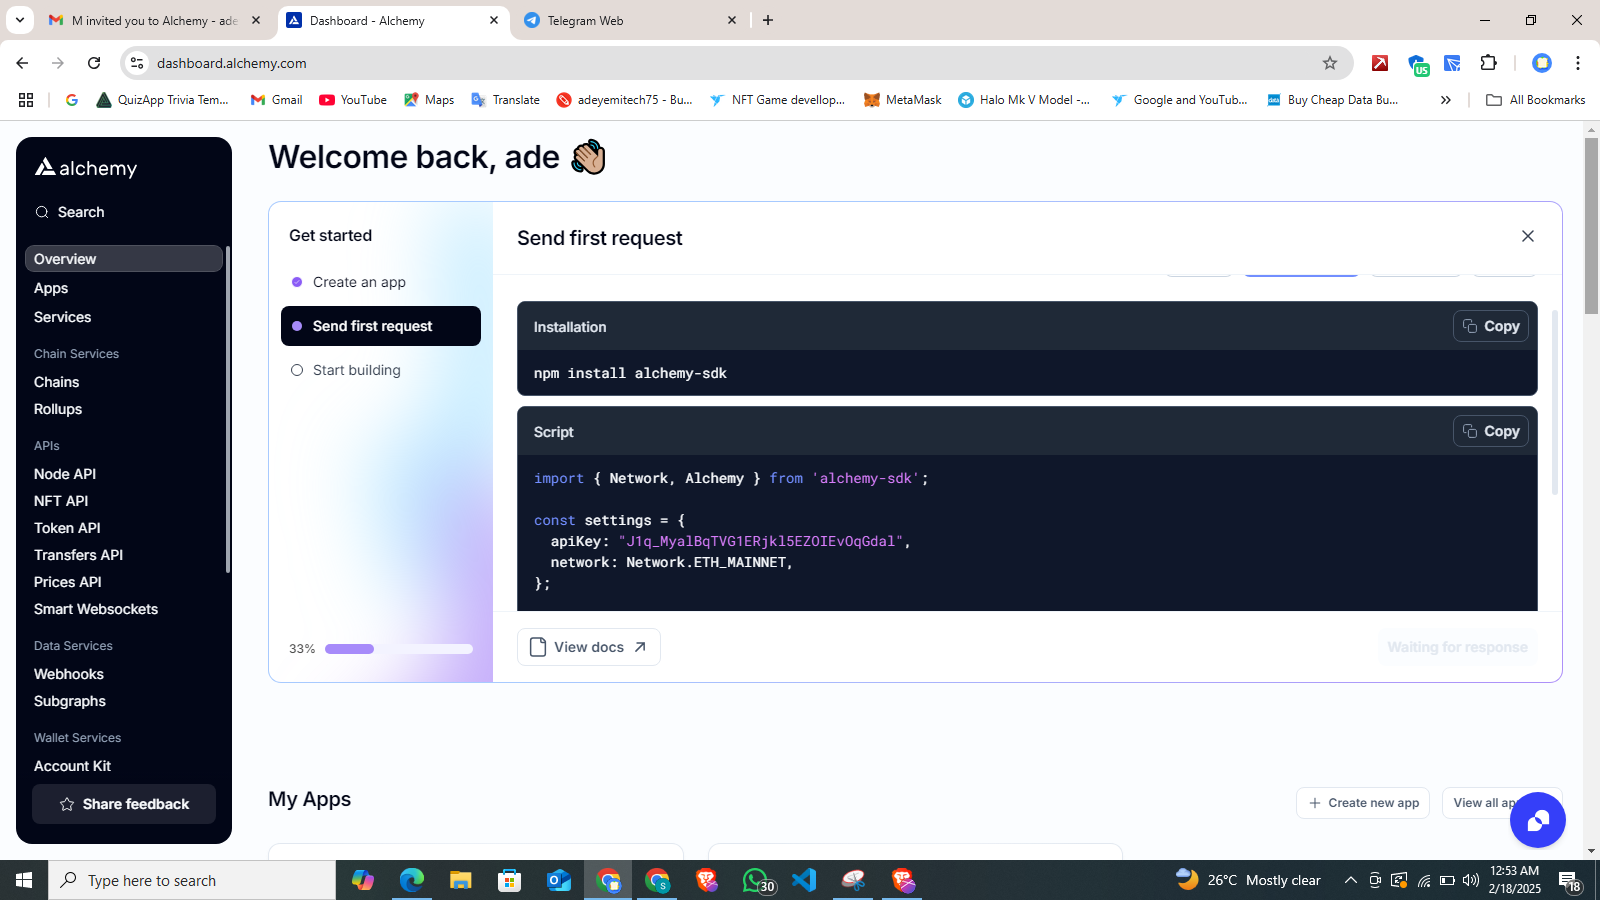 M invited you to Alchemy - ade
Dashboard - Alchemy
Telegram Web
dashboard.alchemy.com
QuizApp Trivia Tem...
Gmail
YouTube
Maps
Translate
adeyemitech75 - Bu...
NFT Game devellop...
MetaMask
Halo Mk V Model -...
Google and YouTub...
Buy Cheap Data Bu...
All Bookmarks
alchemy
Search
Overview
Apps
Services
Chain Services
Chains
Rollups
APIs
Node API
NFT API
Token API
Transfers API
Prices API
Smart Websockets
Data Services
Webhooks
Subgraphs
Wallet Services
Account Kit
Share feedback
Welcome back, ade
Get started
Create an app
Send first request
Start building
33%
Send first request
Installation
Copy
npm install alchemy-sdk
Script
Copy
import { Network, Alchemy } from 'alchemy-sdk';
const settings = {
apiKey: "J1q_MyalBqTVG1ERjkl5EZOIEvOqGdal",
network: Network.ETH_MAINNET,
};
View docs
Waiting for response
My Apps
Create new app
View all ap
Type here to search
30
26°C Mostly clear
12:53 AM
2/18/2025
18